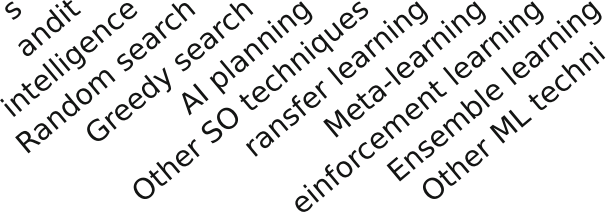 s
andit
intelligence
Random search
Greedy search
AI planning
Other SO techniques
ransfer learning
Meta-learning
einforcement learning
Ensemble learning
Other ML techni